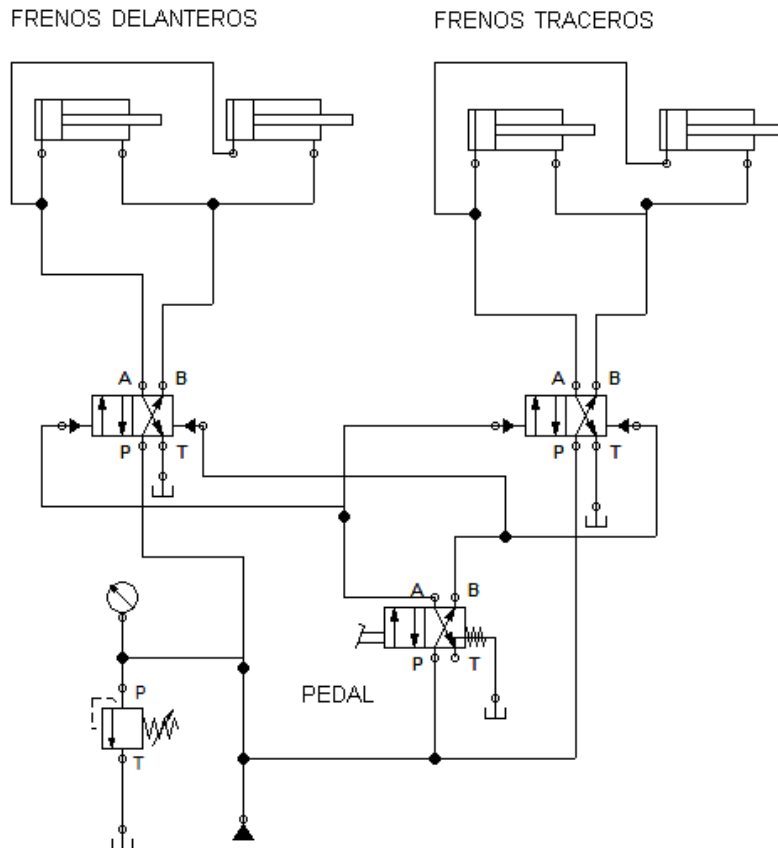 FRENOS DELANTEROS
FRENOS TRACEROS
A B
P T
A B
P T
A B
P T
PEDAL
P
T